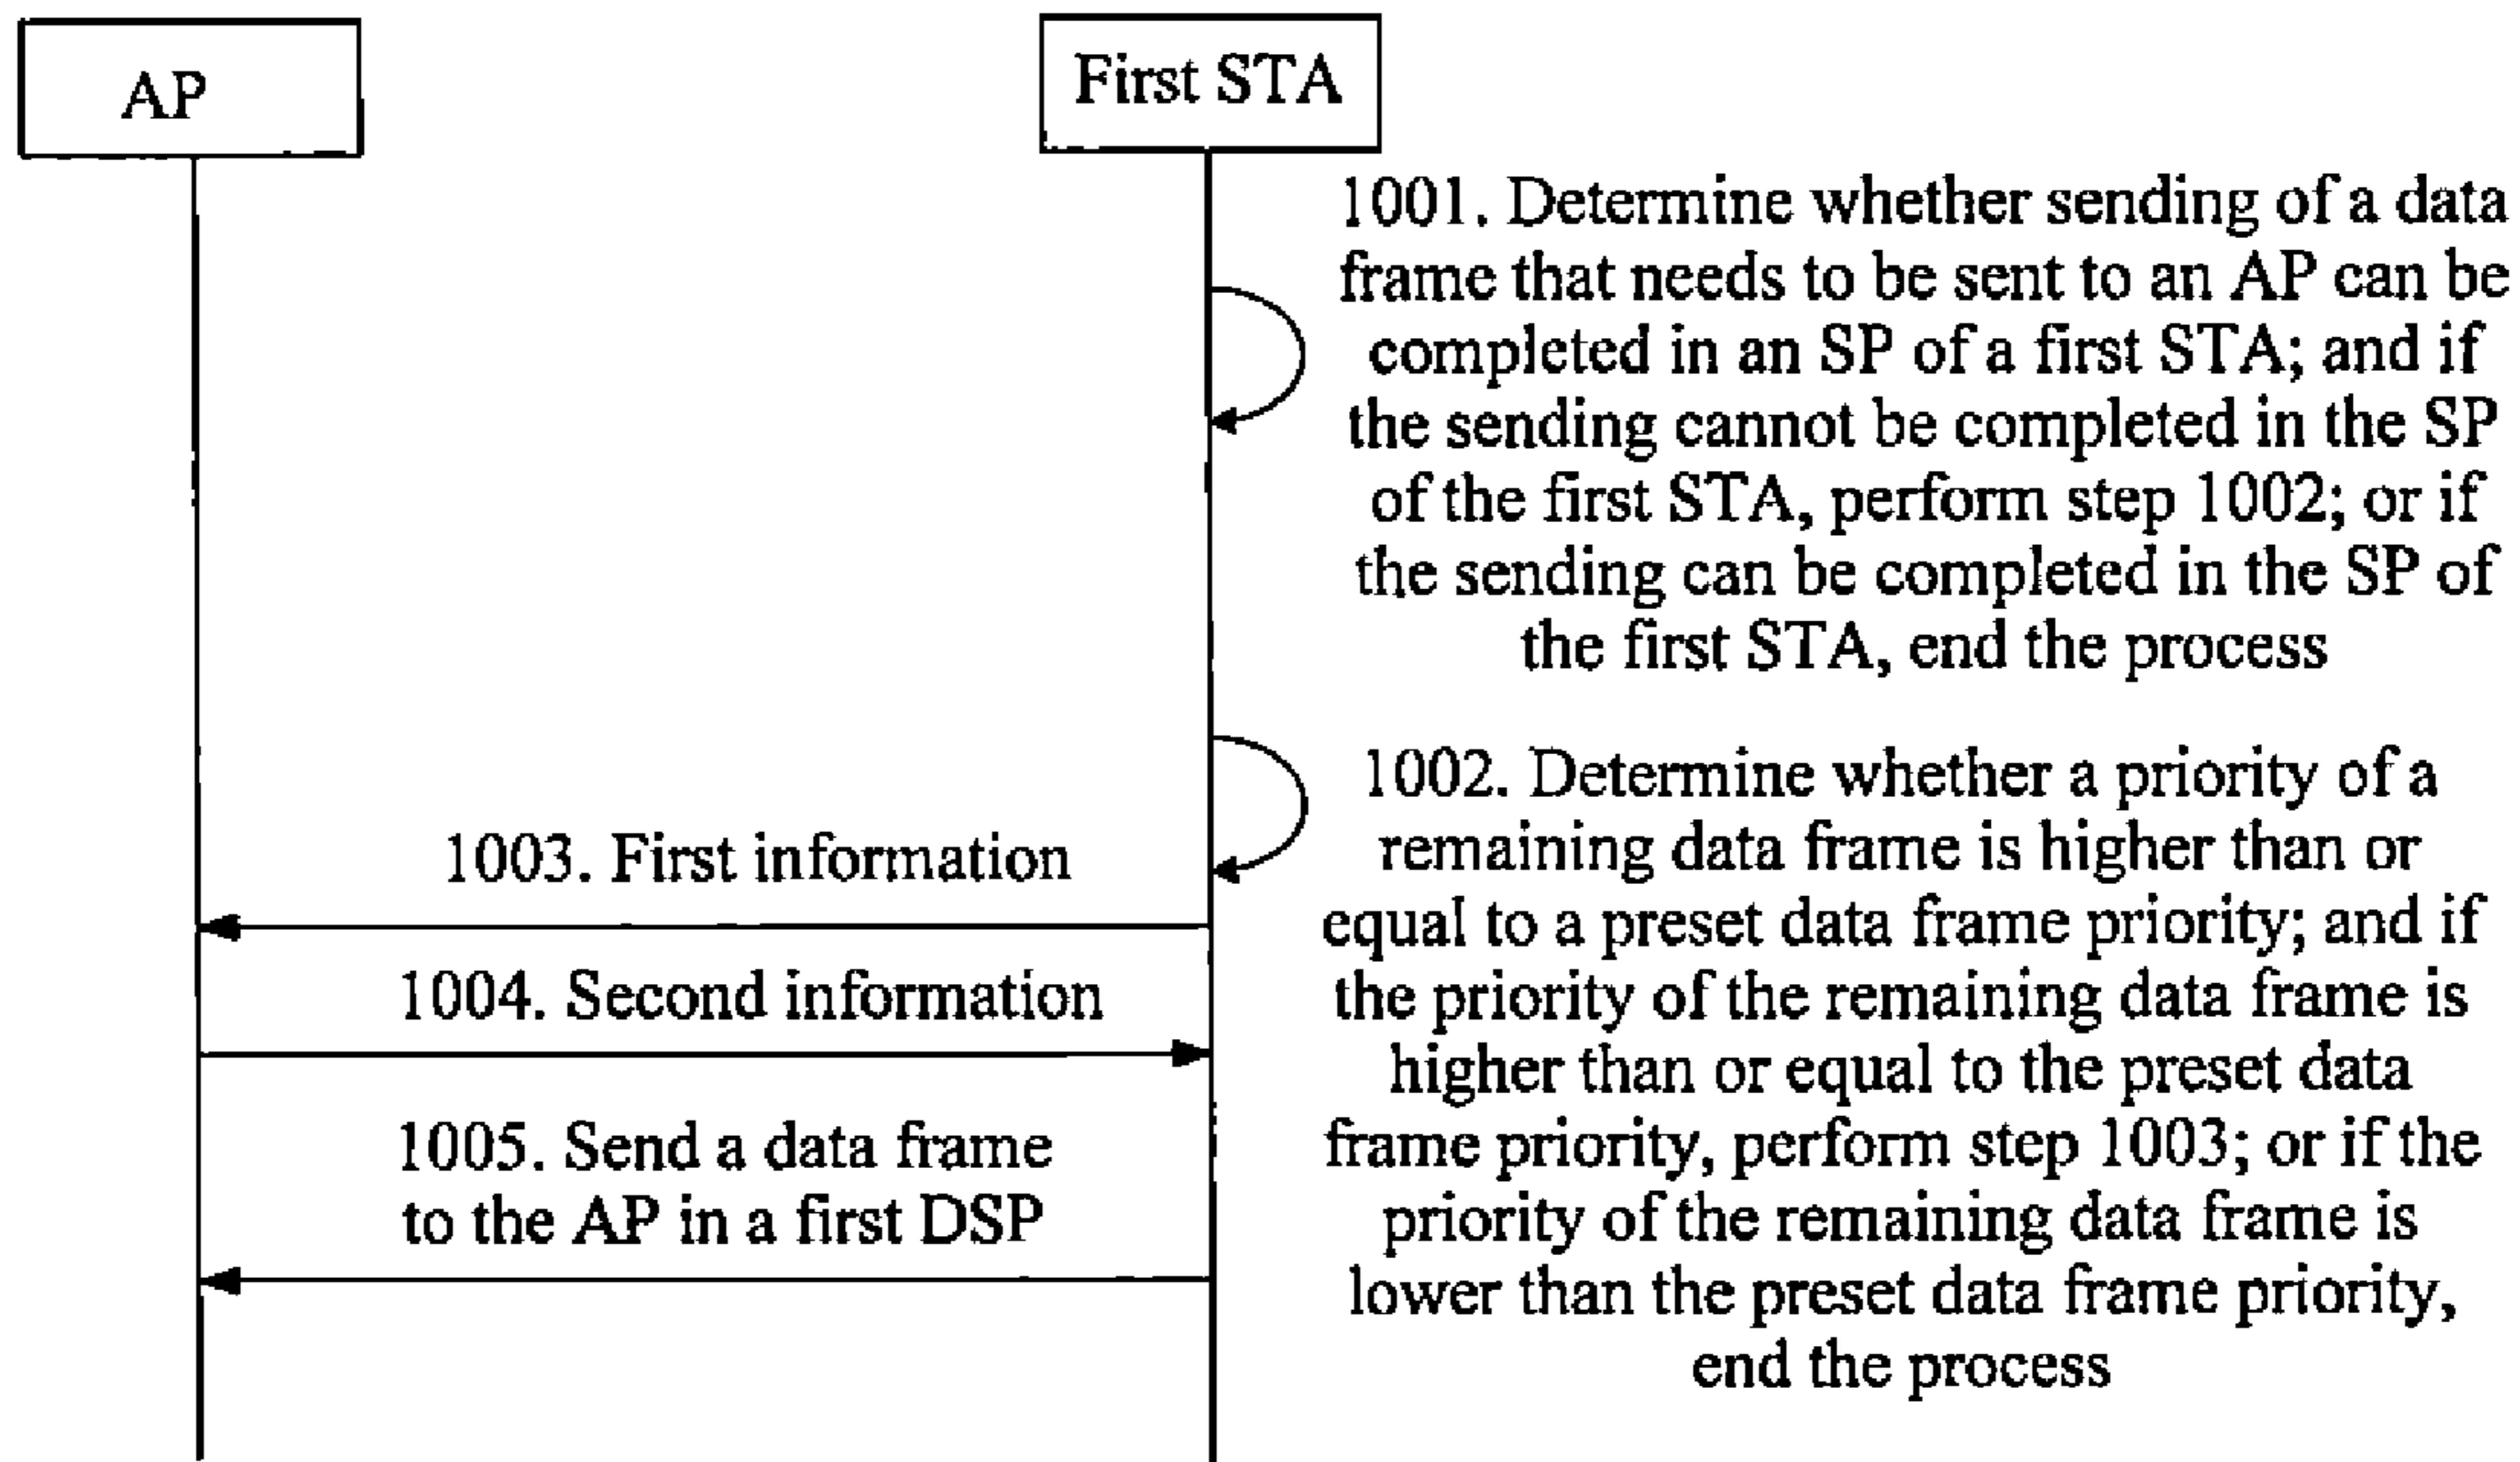 AP
First STA
1001. Determine whether sending of a data
frame that needs to be sent to an AP can be
completed in an SP of a first STA; and if
the sending cannot be completed in the SP
of the first STA, perform step 1002; or if
the sending can be completed in the SP of
the first STA, end the process
1002. Determine whether a priority of a
remaining data frame is higher than or
equal to a preset data frame priority; and if
the priority of the remaining data frame is
higher than or equal to the preset data
frame priority, perform step 1003; or if the
priority of the remaining data frame is
lower than the preset data frame priority,
end the process
1003. First information
1004. Second information
1005. Send a data frame
to the AP in a first DSP